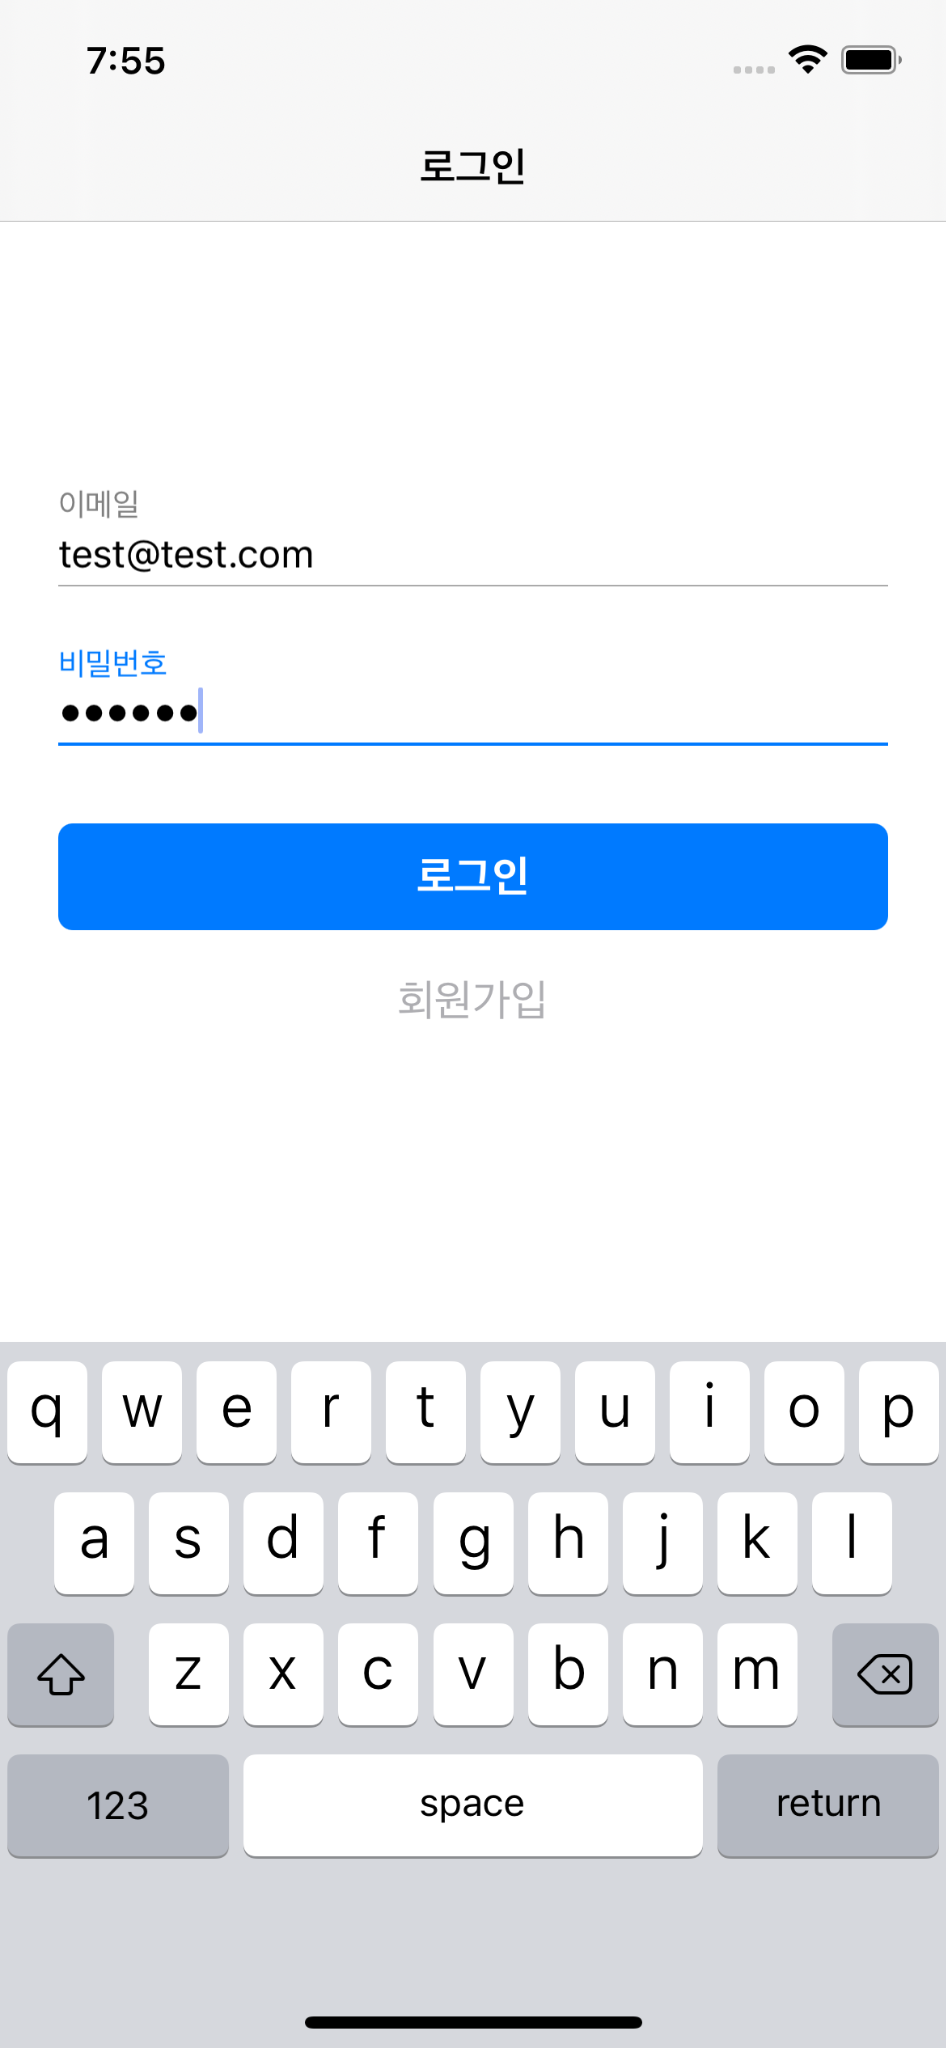 7:55
로그인
이메일
test@test.com
비밀번호
••••••
로그인
회원가입
q w e r t y u i o p
a s d f g h j k l
z x c v b n m
123 space return